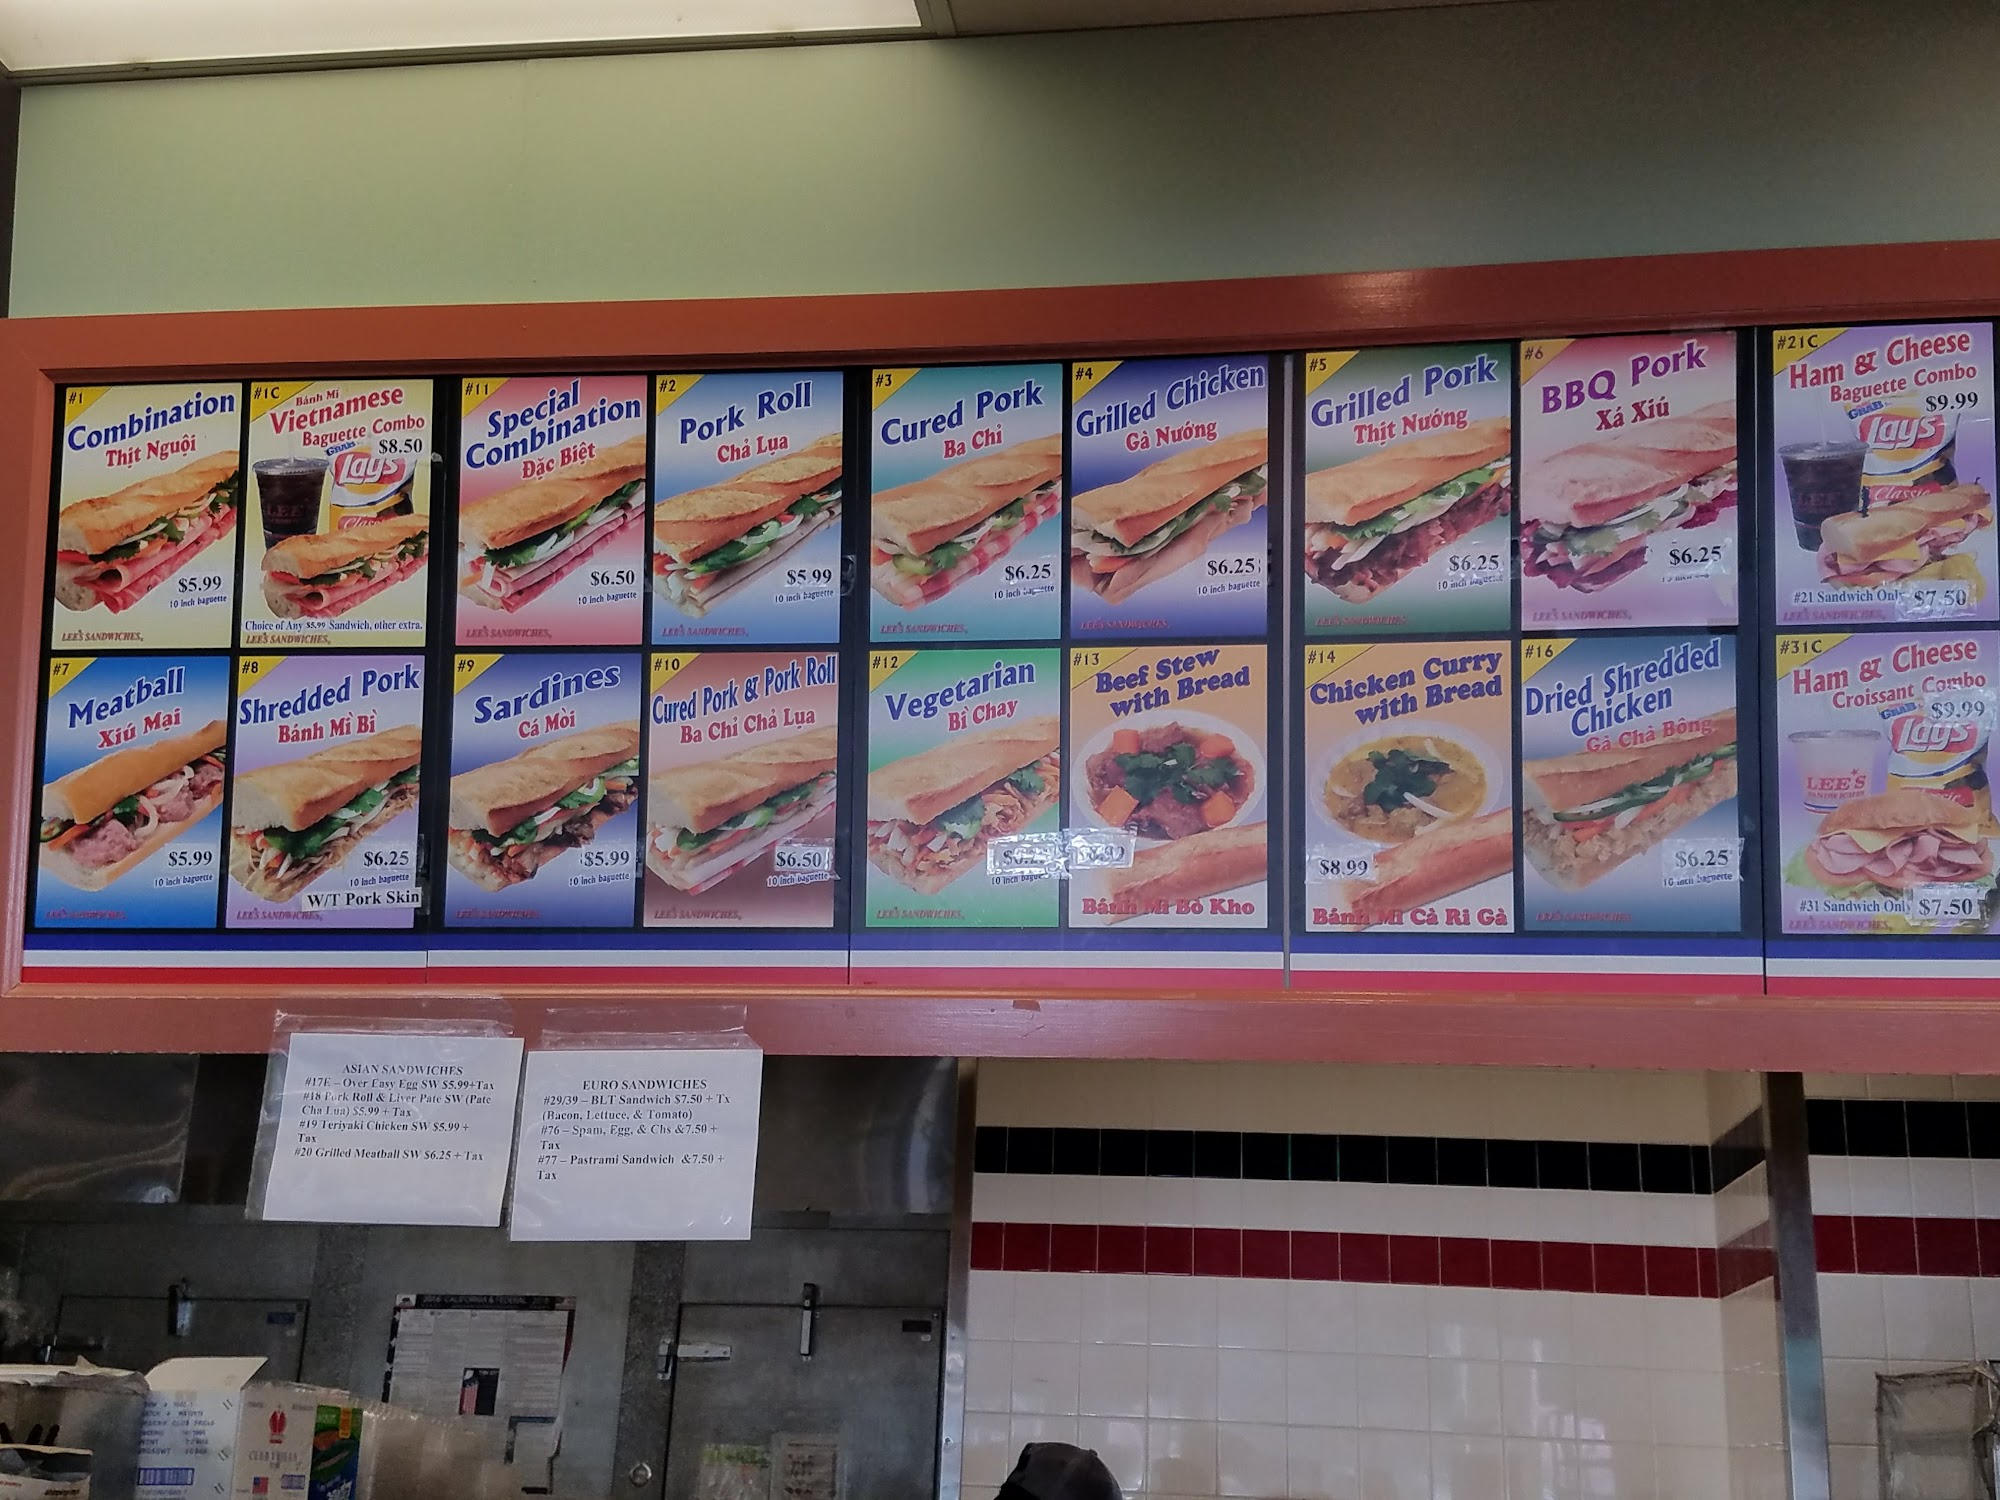 #1
Combination
Thịt Nguội
$5.99
10 inch baguette
LEE'S SANDWICHES®
#1C
Bánh Mì
Vietnamese
Baguette Combo
$8.50
GRAB
Lay's
Classic
LEE'S
Choice of Any $5.99 Sandwich, other extra.
LEE'S SANDWICHES®
#11
Special
Combination
Đặc Biệt
$6.50
10 inch baguette
LEE'S SANDWICHES®
#2
Pork Roll
Chả Lụa
$5.99
10 inch baguette
LEE'S SANDWICHES®
#3
Cured Pork
Ba Chỉ
$6.25
10 inch baguette
LEE'S SANDWICHES®
#4
Grilled Chicken
Gà Nướng
$6.25
10 inch baguette
LEE'S SANDWICHES®
#5
Grilled Pork
Thịt Nướng
$6.25
10 inch baguette
LEE'S SANDWICHES®
#6
BBQ Pork
Xá Xíu
$6.25
LEE'S SANDWICHES®
#21C
Ham & Cheese
Baguette Combo
$9.99
GRAB
Lay's
Classic
LEE'S
#21 Sandwich Only
$7.50
LEE'S SANDWICHES®
#7
Meatball
Xíu Mại
$5.99
10 inch baguette
LEE'S SANDWICHES®
#8
Shredded Pork
Bánh Mì Bì
$6.25
10 inch baguette
W/T Pork Skin
LEE'S SANDWICHES®
#9
Sardines
Cá Mòi
$5.99
10 inch baguette
LEE'S SANDWICHES®
#10
Cured Pork & Pork Roll
Ba Chỉ Chả Lụa
$6.50
10 inch baguette
LEE'S SANDWICHES®
#12
Vegetarian
Bì Chay
10 inch baguette
LEE'S SANDWICHES®
#13
Beef Stew
with Bread
Bánh Mì Bò Kho
#14
Chicken Curry
with Bread
$8.99
Bánh Mì Cà Ri Gà
#16
Dried Shredded
Chicken
Gà Chà Bông
$6.25
10 inch baguette
LEE'S SANDWICHES®
#31C
Ham & Cheese
Croissant Combo
GRAB
$9.99
Lay's
LEE'S
SANDWICHES
#31 Sandwich Only
$7.50
LEE'S SANDWICHES®
ASIAN SANDWICHES
#17E – Over Easy Egg SW $5.99+Tax
#18 Pork Roll & Liver Pate SW (Pate
Cha Lua) $5.99 + Tax
#19 Teriyaki Chicken SW $5.99 +
Tax
#20 Grilled Meatball SW $6.25 + Tax
EURO SANDWICHES
#29/39 – BLT Sandwich $7.50 + Tx
(Bacon, Lettuce, & Tomato)
#76 – Spam, Egg, & Chs &7.50 +
Tax
#77 – Pastrami Sandwich &7.50 +
Tax
CALIFORNIA & FEDERAL